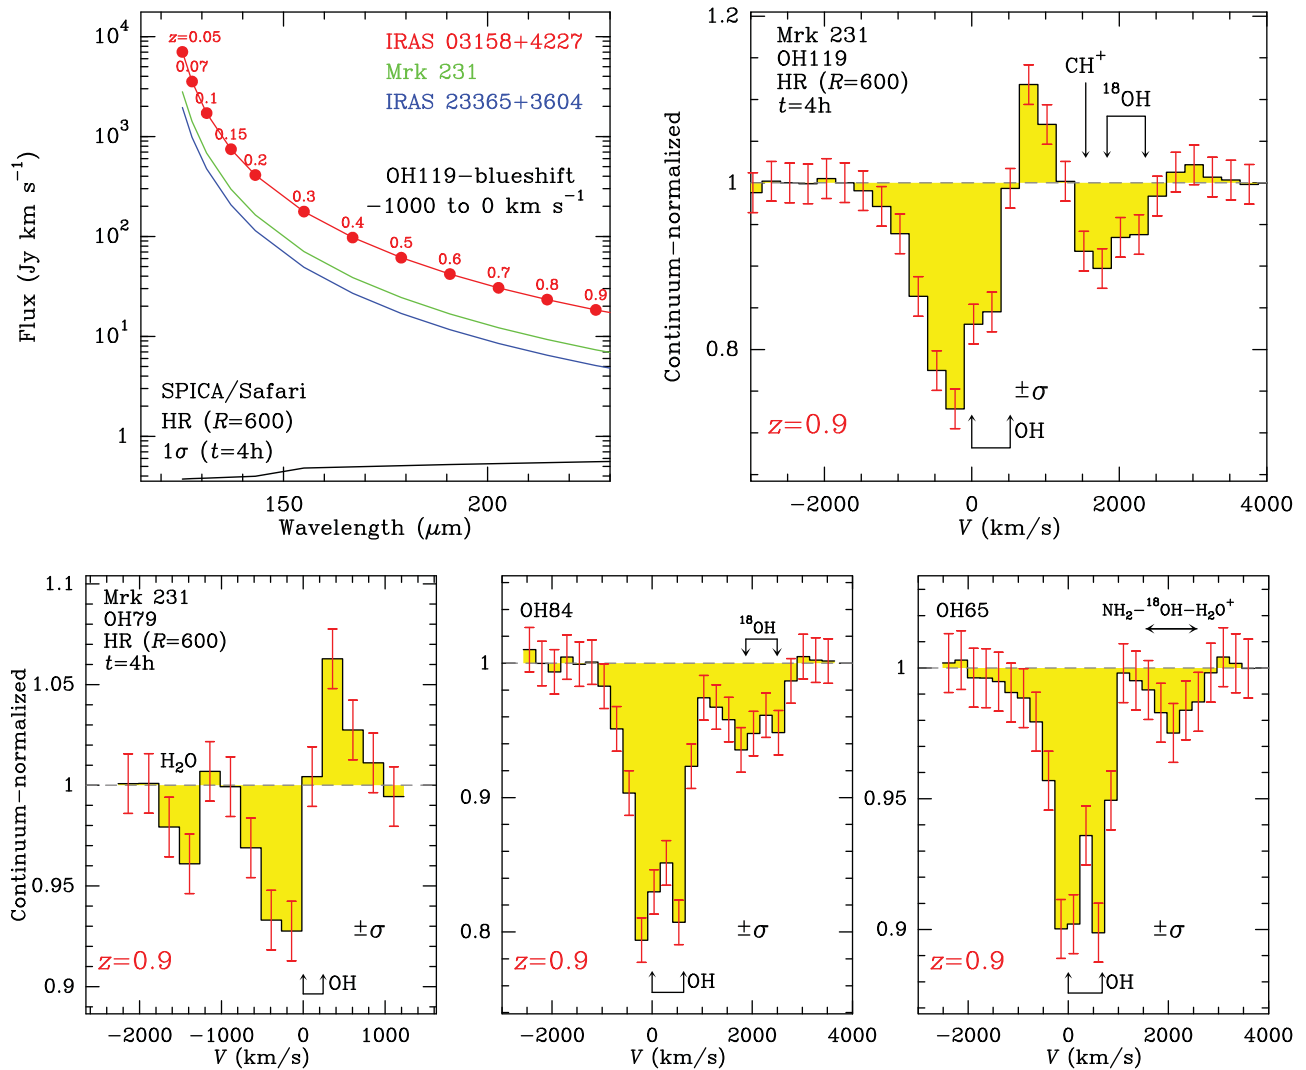 10⁴
10³
10²
10¹
1
Flux (Jy km s⁻¹)
z=0.05
0.07
0.1
0.15
0.2
0.3
0.4
0.5
0.6
0.7
0.8
0.9
IRAS 03158+4227
Mrk 231
IRAS 23365+3604
OH119−blueshift
−1000 to 0 km s⁻¹
SPICA/Safari
HR (R=600)
1σ (t=4h)
150
200
Wavelength (μm)
1.2
1
0.8
Continuum−normalized
Mrk 231
OH119
HR (R=600)
t=4h
CH⁺
¹⁸OH
±σ
OH
z=0.9
−2000
0
2000
4000
V (km/s)
1.1
1.05
1
0.95
0.9
Continuum−normalized
Mrk 231
OH79
HR (R=600)
t=4h
H₂O
±σ
z=0.9
OH
−2000
−1000
0
1000
V (km/s)
1
0.9
0.8
OH84
¹⁸OH
±σ
z=0.9
OH
−2000
0
2000
4000
V (km/s)
1
0.95
0.9
OH65
NH₂−¹⁸OH−H₂O⁺
±σ
z=0.9
OH
−2000
0
2000
4000
V (km/s)